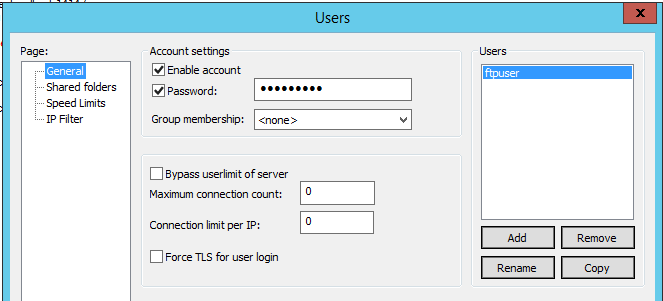 Users
x
Page:
General
Shared folders
Speed Limits
IP Filter
Account settings
Enable account
Password: •••••••••
Group membership: <none>
Bypass userlimit of server
Maximum connection count: 0
Connection limit per IP: 0
Force TLS for user login
Users
ftpuser
Add Remove
Rename Copy